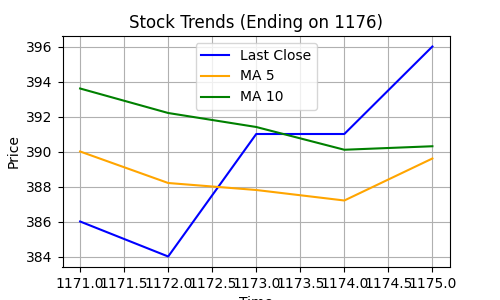 Stock Trends (Ending on 1176)
Last Close
MA 5
MA 10
Price
396
394
392
390
388
386
384
1171.0 1171.5 1172.0 1172.5 1173.0 1173.5 1174.0 1174.5 1175.0
Time